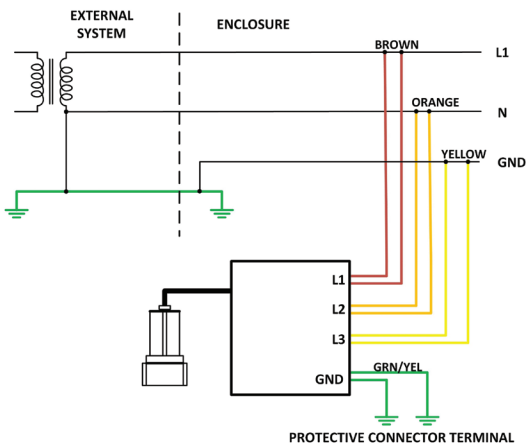 EXTERNAL
SYSTEM
ENCLOSURE
BROWN
L1
ORANGE
N
YELLOW
GND
L1
L2
L3
GRN/YEL
GND
PROTECTIVE CONNECTOR TERMINAL